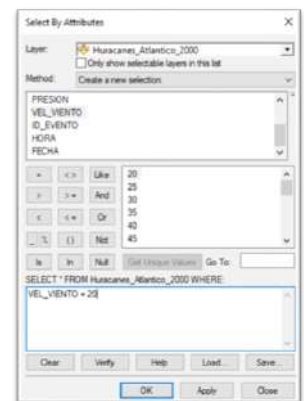 Select By Attributes
Layer: Huracanes_Atlantico_2000
Only show selectable layers in this list
Method: Create a new selection
PRESION
VEL_VIENTO
ID_EVENTO
HORA
FECHA
= <> Like
> >= And
< <= Or
_ % () Not
Is In Null
20
25
30
35
40
45
Get Unique Values Go To:
SELECT * FROM Huracanes_Atlantico_2000 WHERE:
VEL_VIENTO = 20
Clear Verify Help Load... Save...
OK Apply Close